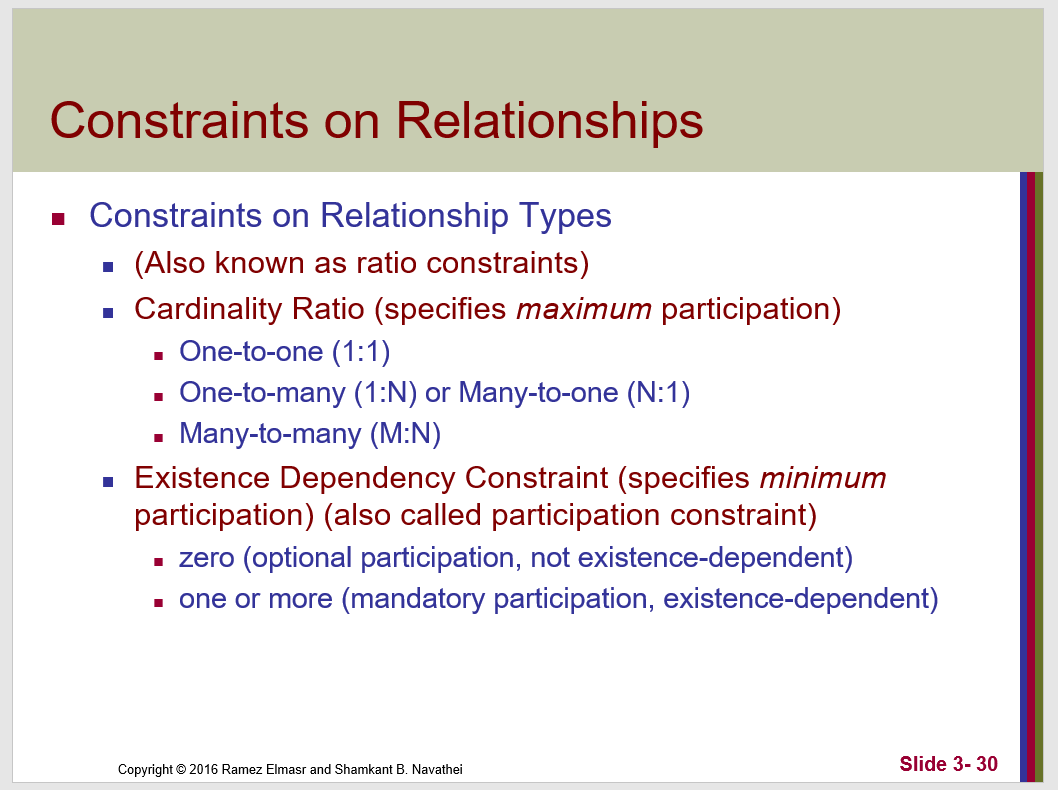 Constraints on Relationships
Constraints on Relationship Types
(Also known as ratio constraints)
Cardinality Ratio (specifies maximum participation)
One-to-one (1:1)
One-to-many (1:N) or Many-to-one (N:1)
Many-to-many (M:N)
Existence Dependency Constraint (specifies minimum
participation) (also called participation constraint)
zero (optional participation, not existence-dependent)
one or more (mandatory participation, existence-dependent)
Copyright © 2016 Ramez Elmasr and Shamkant B. Navathei
Slide 3- 30